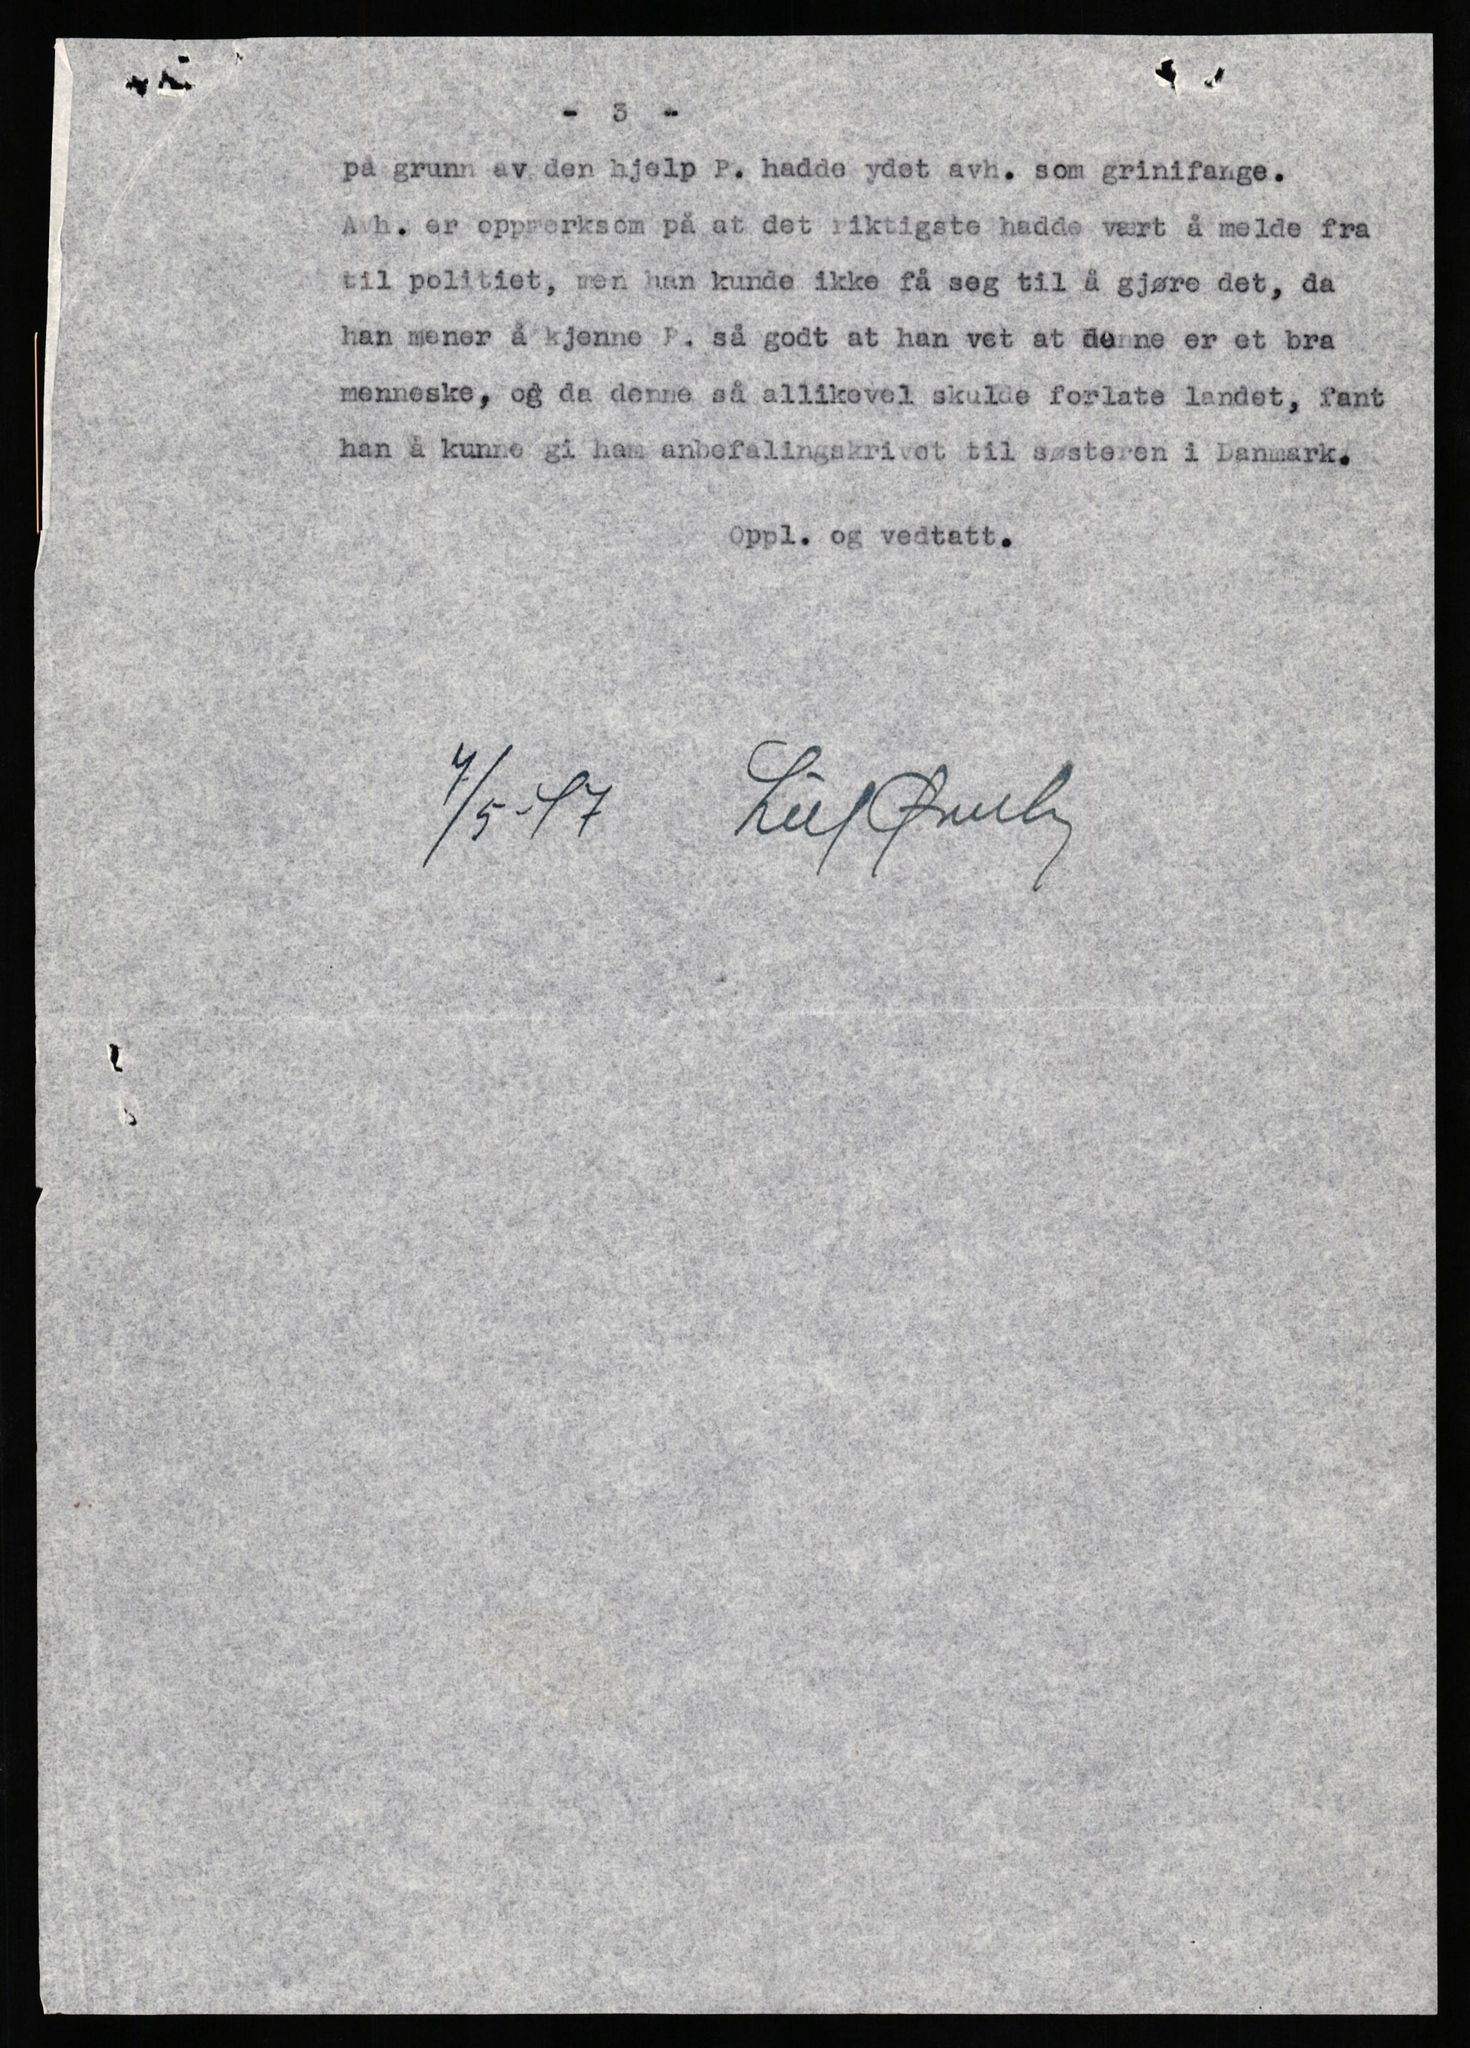 - 3 -
på grunn av den hjelp P. hadde ydet avh. som grinifange.
Avh. er oppmerksom på at det riktigste hadde vært å melde fra
til politiet, men han kunde ikke få seg til å gjøre det, da
han mener å kjenne P. så godt at han vet at denne er et bra
menneske, og da denne så allikevel skulde forlate landet, fant
han å kunne gi ham anbefalingskrivet til søsteren i Danmark.
Oppl. og vedtatt.
7/5-47